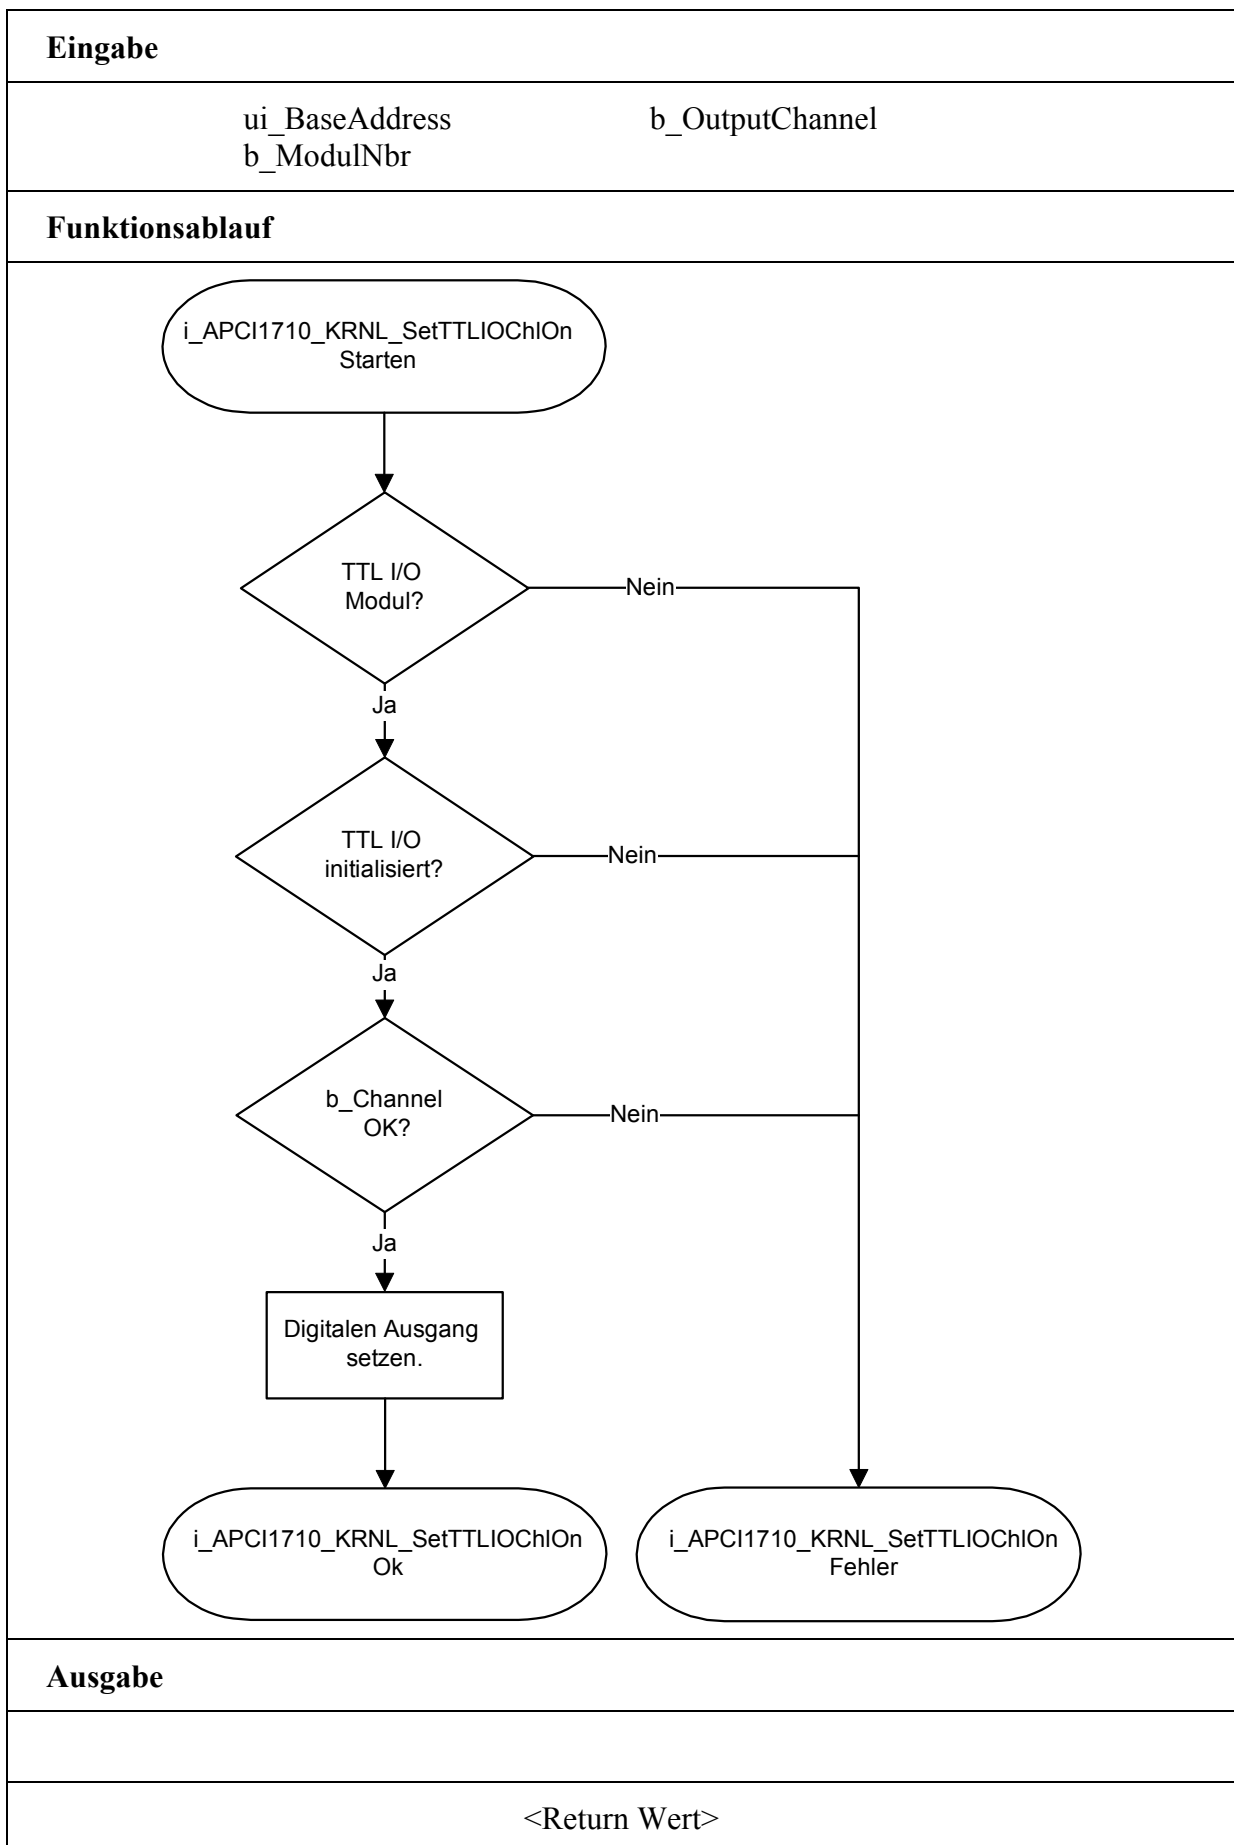 Eingabe
ui_BaseAddress b_OutputChannel
b_ModulNbr
Funktionsablauf
i_APCI1710_KRNL_SetTTLIOChlOn
Starten
TTL I/O
Modul?
Nein
Ja
TTL I/O
initialisiert?
Nein
Ja
b_Channel
OK?
Nein
Ja
Digitalen Ausgang
setzen.
i_APCI1710_KRNL_SetTTLIOChlOn
Ok
i_APCI1710_KRNL_SetTTLIOChlOn
Fehler
Ausgabe
<Return Wert>